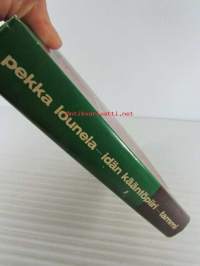 pekka lounela — idän kääntöpiiri — tammi